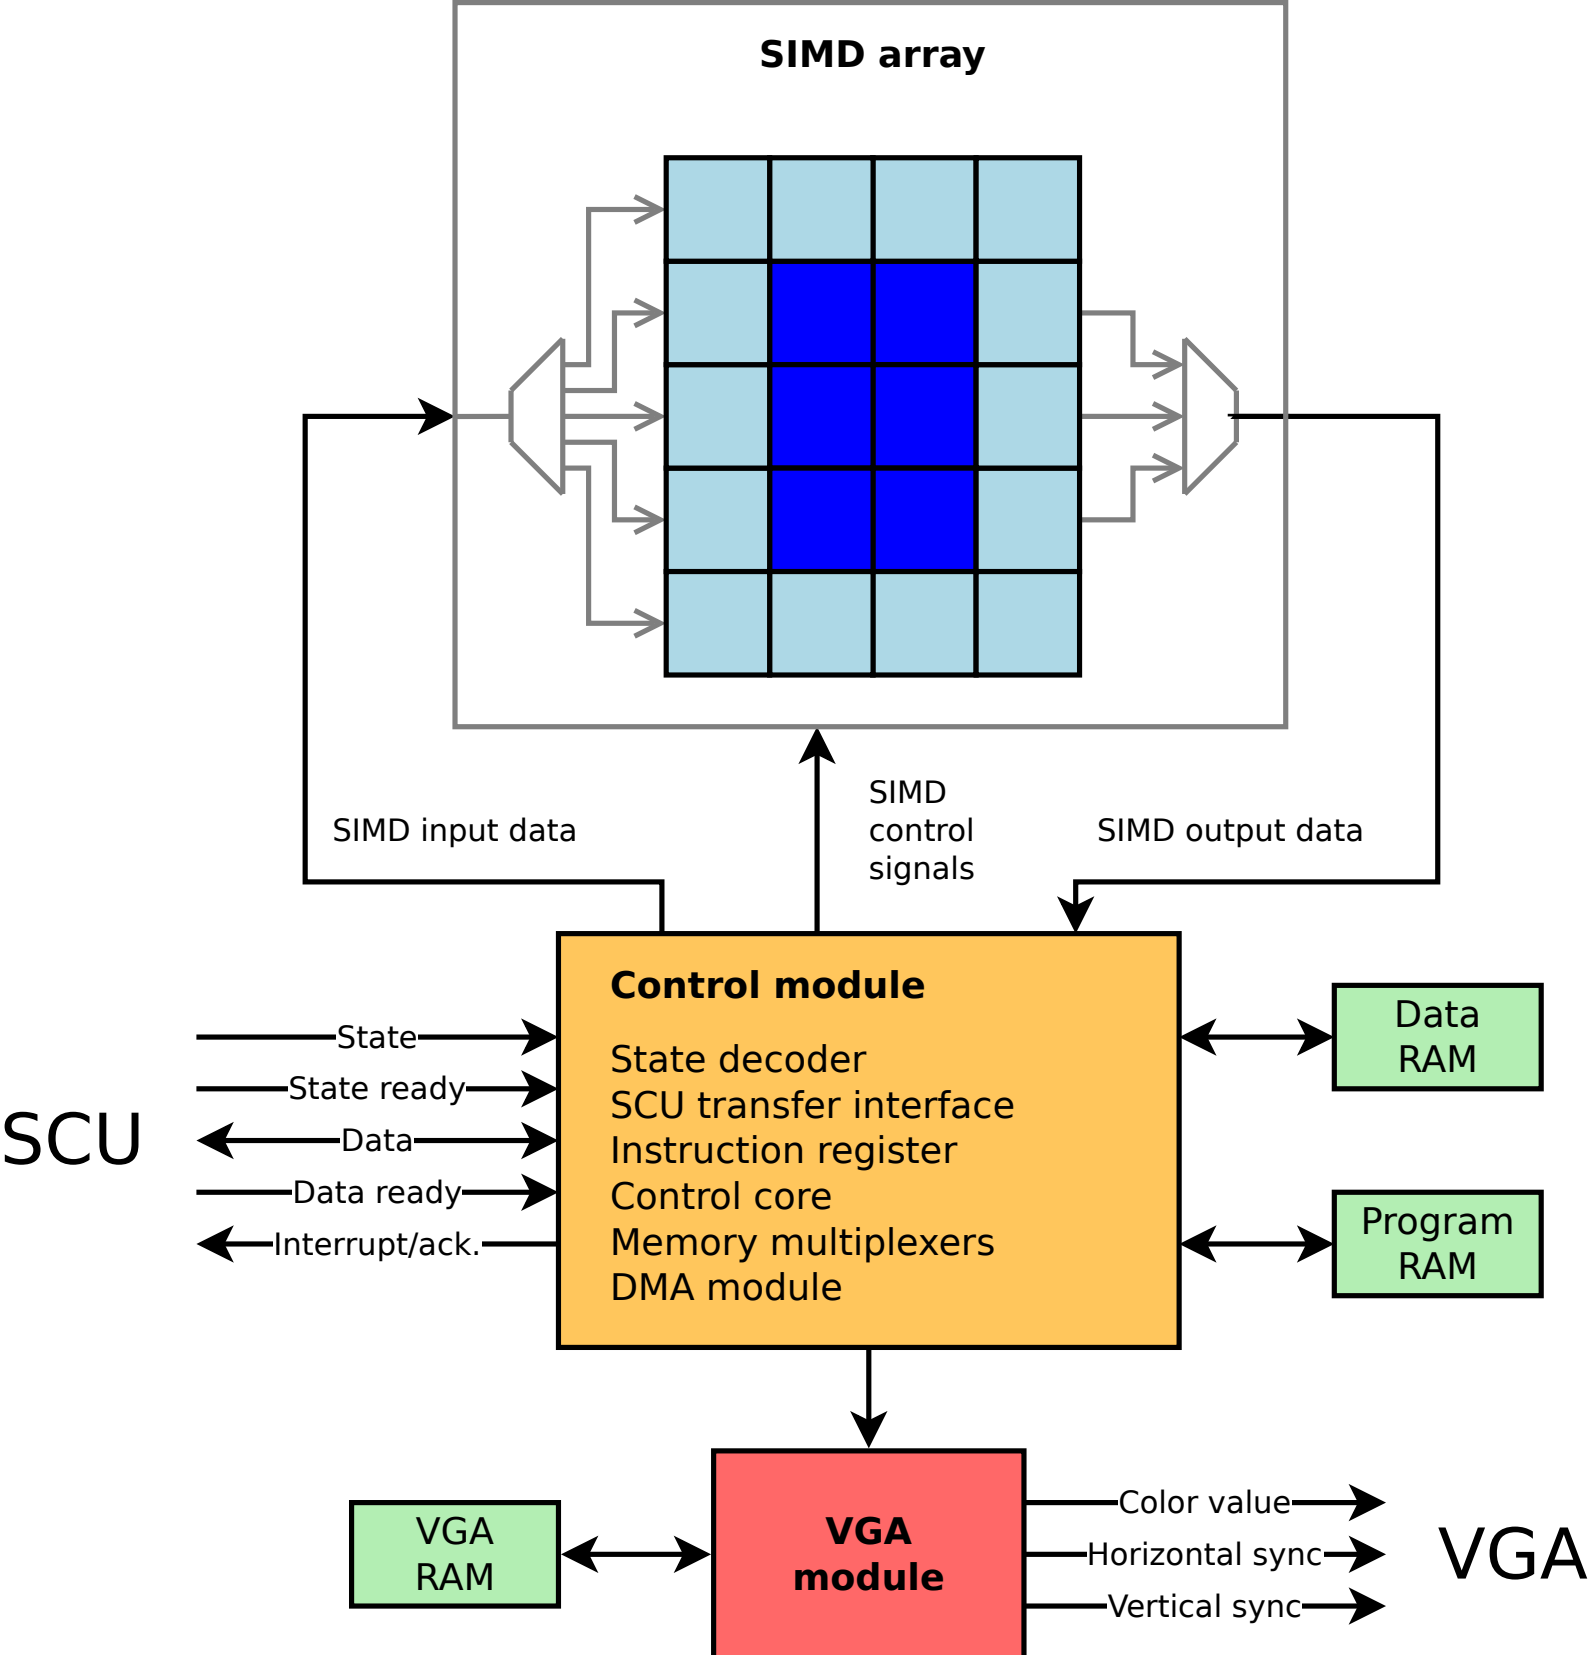 SIMD array
SIMD input data
SIMD
control
signals
SIMD output data
Control module
State decoder
SCU transfer interface
Instruction register
Control core
Memory multiplexers
DMA module
SCU
State
State ready
Data
Data ready
Interrupt/ack.
Data
RAM
Program
RAM
VGA
RAM
VGA
module
Color value
Horizontal sync
Vertical sync
VGA